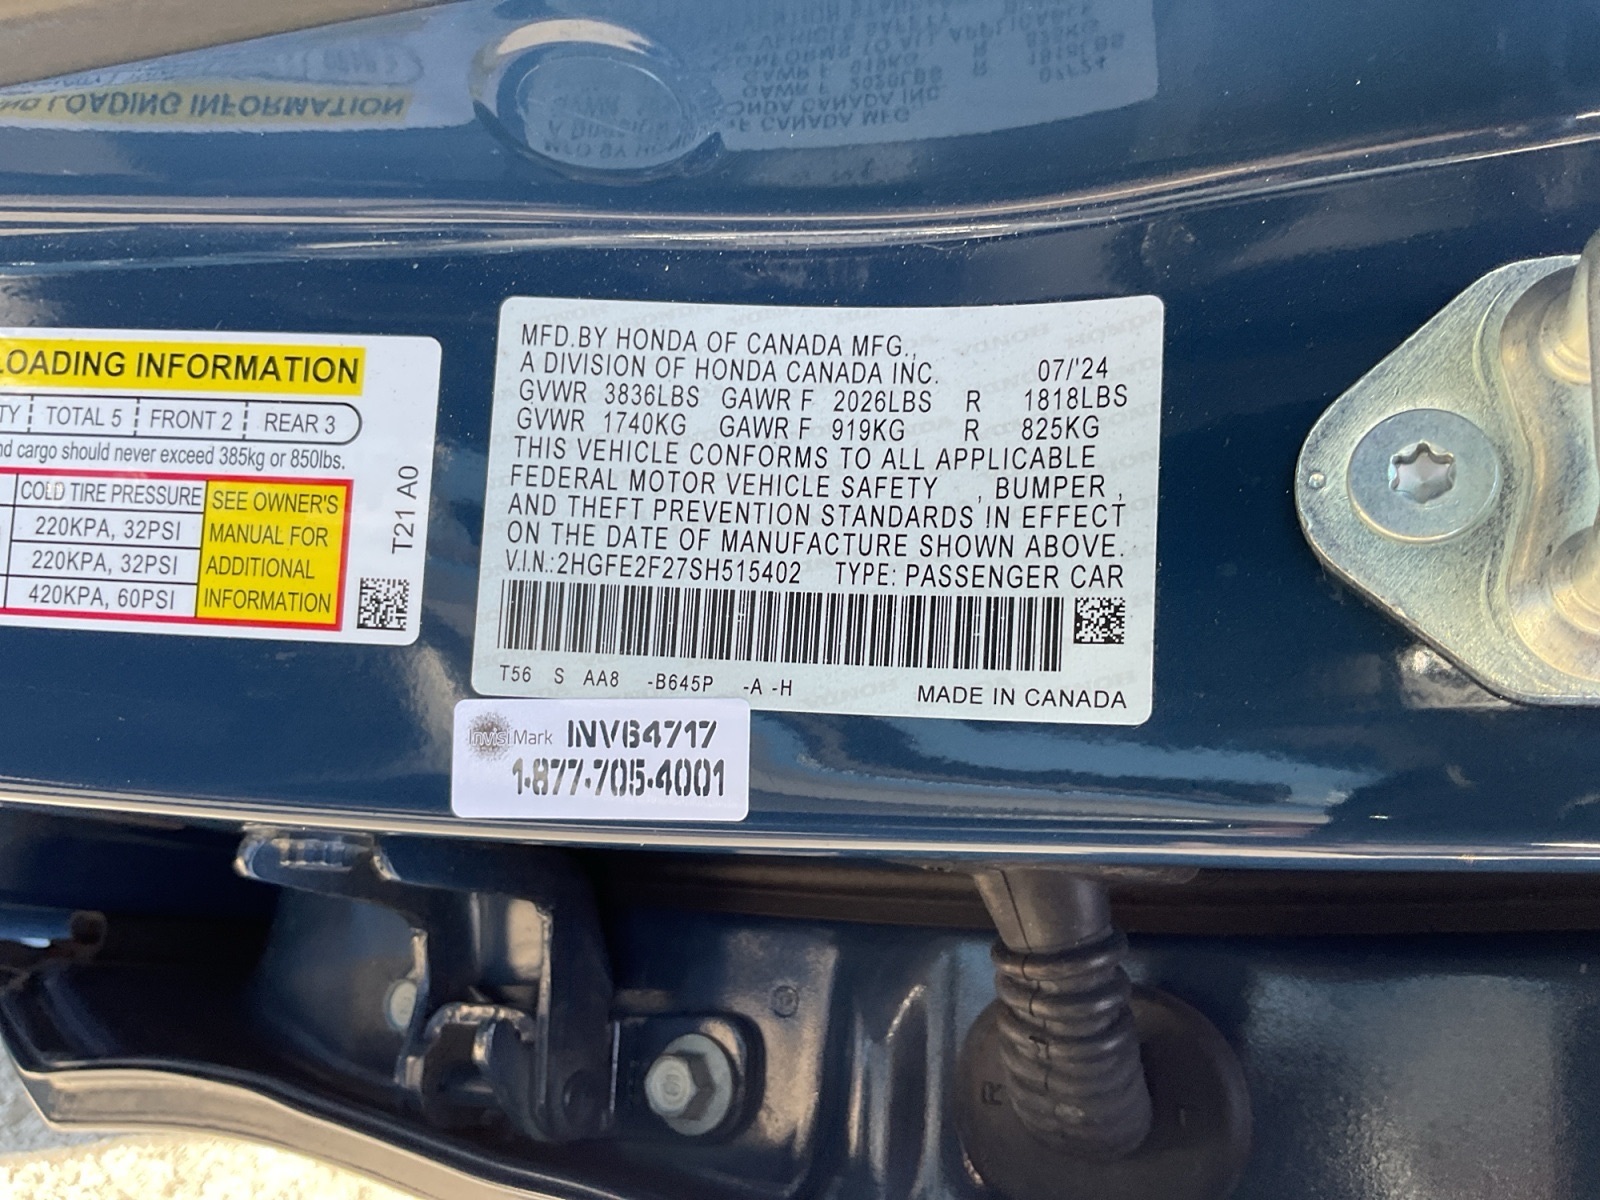 LOADING INFORMATION
TOTAL 5 FRONT 2 REAR 3
cargo should never exceed 385kg or 850lbs.
COLD TIRE PRESSURE
220KPA, 32PSI
220KPA, 32PSI
420KPA, 60PSI
SEE OWNER'S
MANUAL FOR
ADDITIONAL
INFORMATION
T21 A0
MFD.BY HONDA OF CANADA MFG.,
A DIVISION OF HONDA CANADA INC. 07/'24
GVWR 3836LBS GAWR F 2026LBS R 1818LBS
GVWR 1740KG GAWR F 919KG R 825KG
THIS VEHICLE CONFORMS TO ALL APPLICABLE
FEDERAL MOTOR VEHICLE SAFETY , BUMPER ,
AND THEFT PREVENTION STANDARDS IN EFFECT
ON THE DATE OF MANUFACTURE SHOWN ABOVE.
V.I.N.:2HGFE2F27SH515402 TYPE: PASSENGER CAR
T56 S AA8 -B645P -A -H
MADE IN CANADA
InvisiMark INV64717
1-877-705-4001